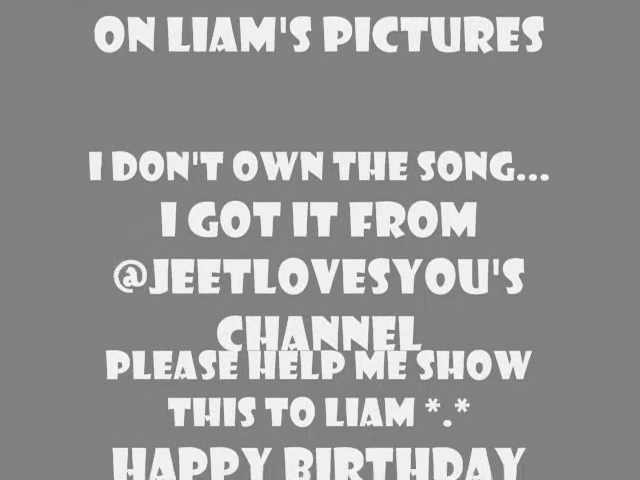 ON LIAM'S PICTURES
I DON'T OWN THE SONG...
I GOT IT FROM
@JEETLOVESYOU'S
CHANNEL
PLEASE HELP ME SHOW
THIS TO LIAM *.*
HAPPY BIRTHDAY